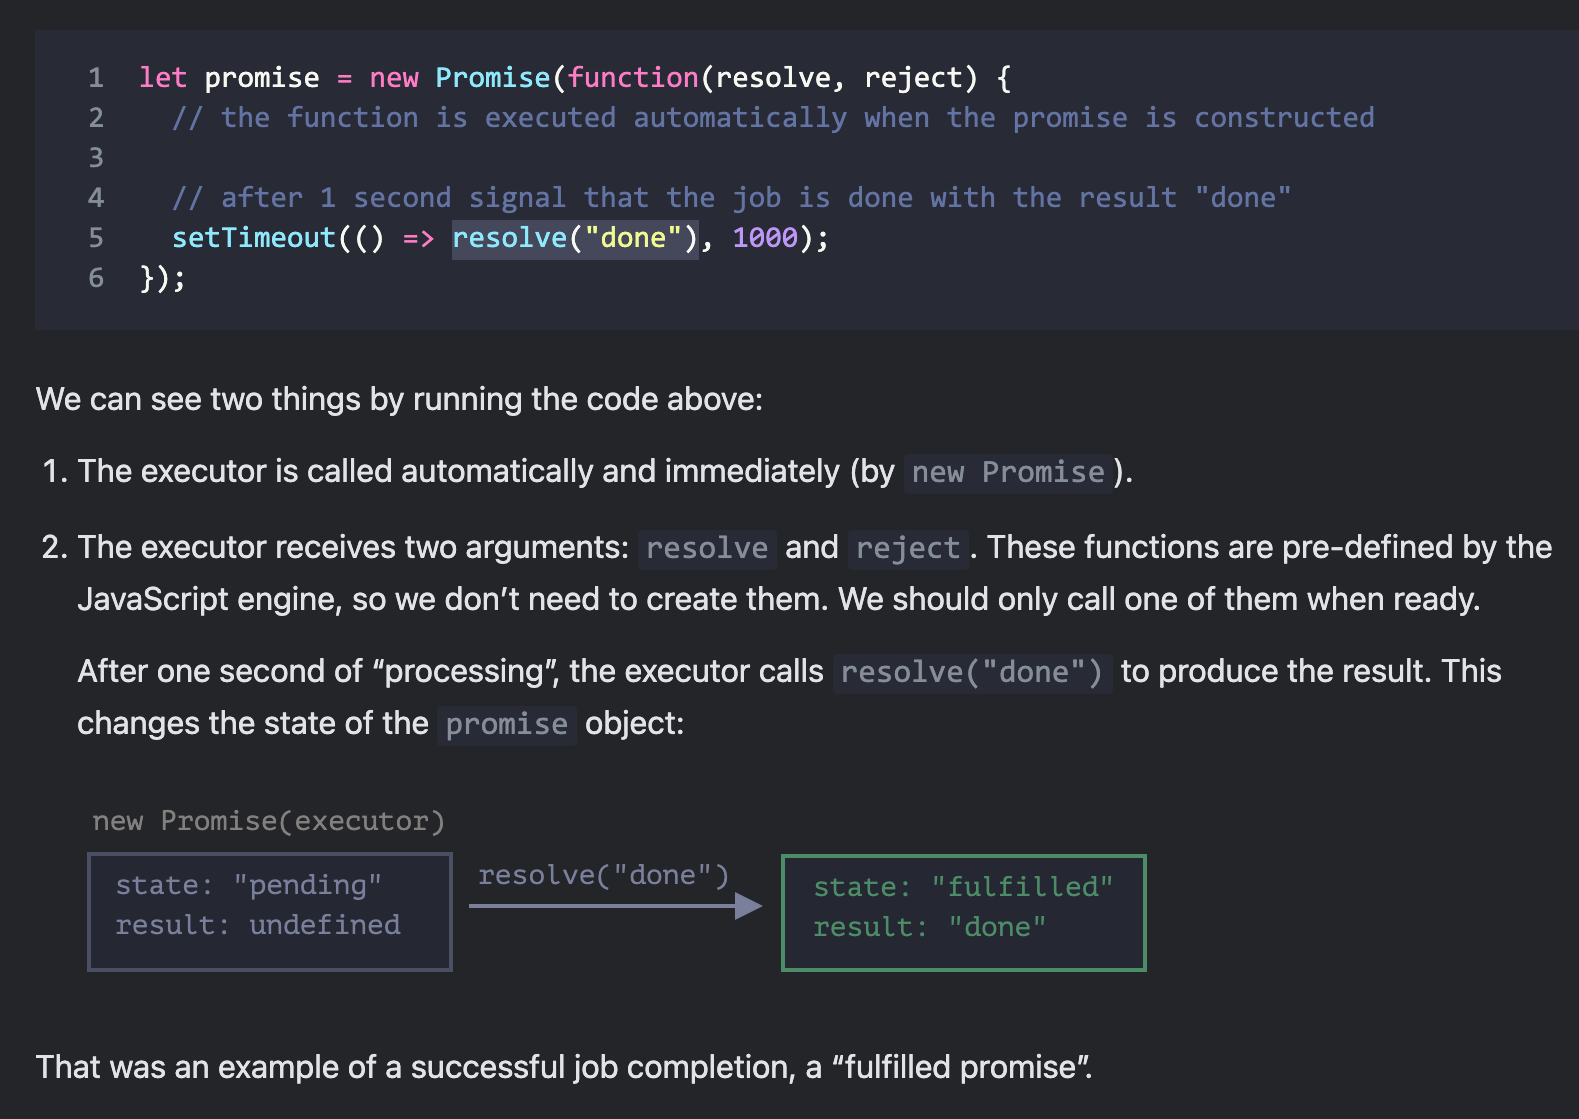 1 let promise = new Promise(function(resolve, reject) {
2 // the function is executed automatically when the promise is constructed
3
4 // after 1 second signal that the job is done with the result "done"
5 setTimeout(() => resolve("done"), 1000);
6 });
We can see two things by running the code above:
1. The executor is called automatically and immediately (by new Promise).
2. The executor receives two arguments: resolve and reject. These functions are pre-defined by the
JavaScript engine, so we don’t need to create them. We should only call one of them when ready.
After one second of “processing”, the executor calls resolve("done") to produce the result. This
changes the state of the promise object:
new Promise(executor)
state: "pending"
result: undefined
resolve("done")
state: "fulfilled"
result: "done"
That was an example of a successful job completion, a “fulfilled promise”.